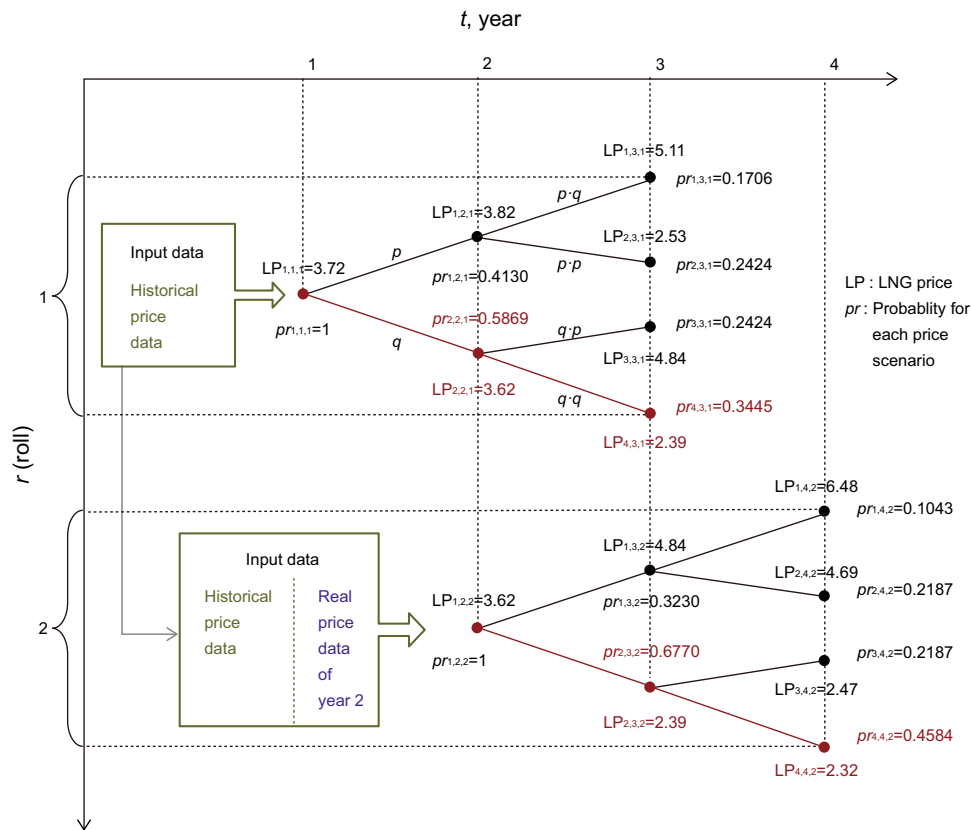 t, year
1
2
3
4
LP1,3,1=5.11
pr1,3,1=0.1706
p·q
LP1,2,1=3.82
LP2,3,1=2.53
Input data
p
p·p
pr2,3,1=0.2424
LP1,1,1=3.72
pr1,2,1=0.4130
LP : LNG price
Historical
price
data
1
pr : Probablity for
each price
scenario
pr2,2,1=0.5869
pr3,3,1=0.2424
pr1,1,1=1
q
q·p
LP3,3,1=4.84
LP2,2,1=3.62
q·q
pr4,3,1=0.3445
LP4,3,1=2.39
r (roll)
LP1,4,2=6.48
pr1,4,2=0.1043
Input data
LP1,3,2=4.84
LP2,4,2=4.69
Historical
price
data
Real
price
data
of
year 2
LP1,2,2=3.62
pr1,3,2=0.3230
pr2,4,2=0.2187
2
pr1,2,2=1
pr2,3,2=0.6770
pr3,4,2=0.2187
LP3,4,2=2.47
LP2,3,2=2.39
pr4,4,2=0.4584
LP4,4,2=2.32